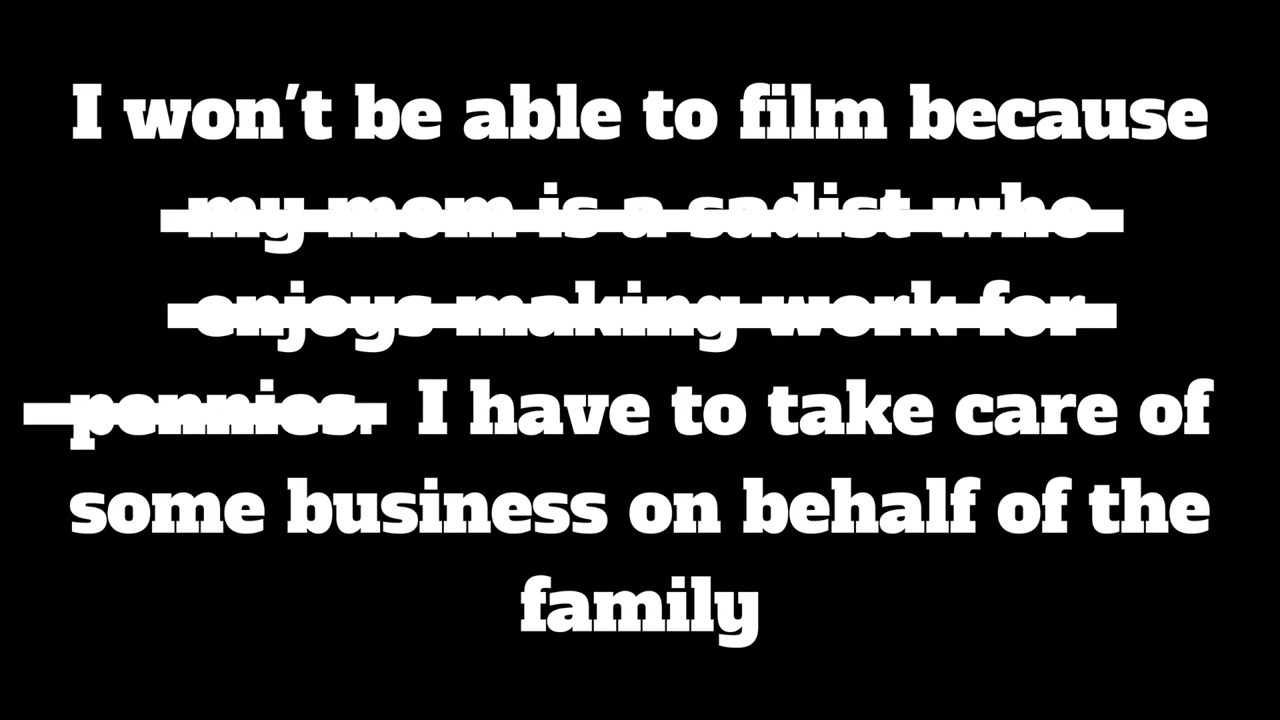 I won't be able to film because
my mom is a sadist who
enjoys making work for
pennies. I have to take care of
some business on behalf of the
family